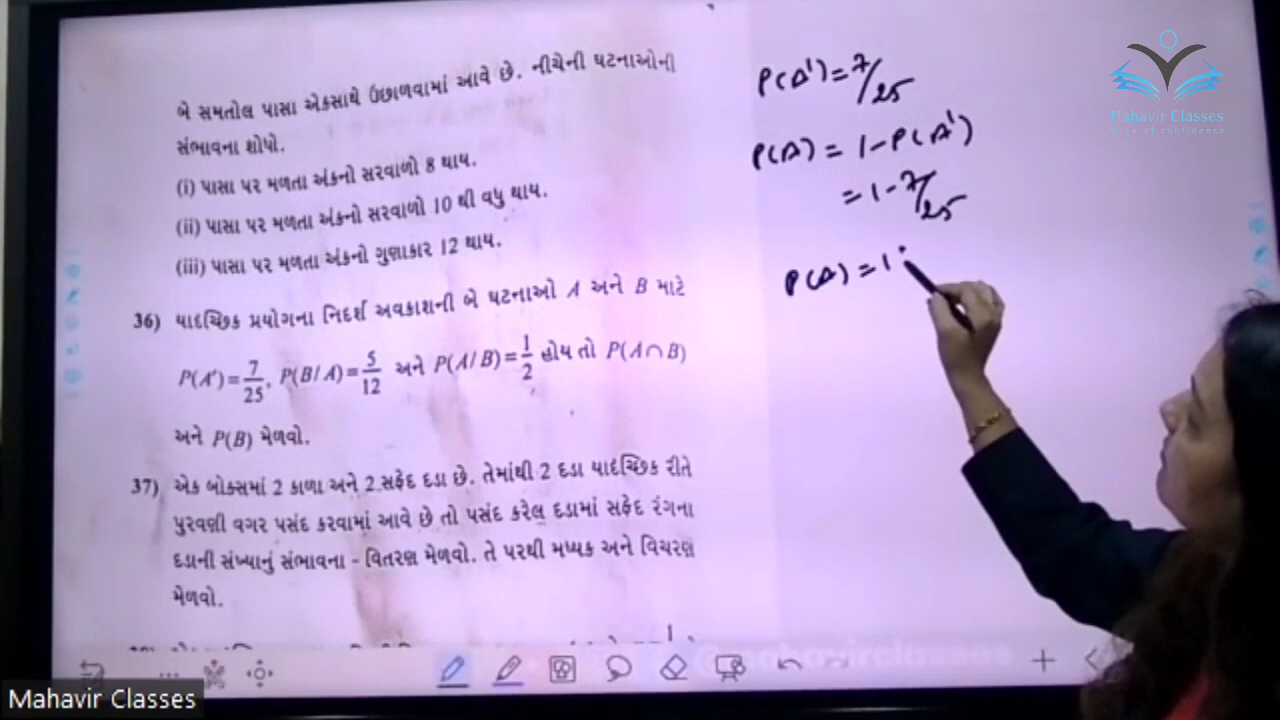 બે સમતોલ પાસા એકસાથે ઉછાળવામાં આવે છે. નીચેની ઘટનાઓની
સંભાવના શોધો.
(i) પાસા પર મળતા અંકનો સરવાળો 8 થાય.
(ii) પાસા પર મળતા અંકનો સરવાળો 10 થી વધુ થાય.
(iii) પાસા પર મળતા અંકનો ગુણાકાર 12 થાય.
36) યાદચ્છિક પ્રયોગના નિદર્શ અવકાશની બે ઘટનાઓ A અને B માટે
P(A′)=7/25, P(B/A)=5/12 અને P(A/B)=1/2 હોય તો P(A∩B)
અને P(B) મેળવો.
37) એક બોક્સમાં 2 કાળા અને 2 સફેદ દડા છે. તેમાંથી 2 દડા યાદચ્છિક રીતે
પુરવણી વગર પસંદ કરવામાં આવે છે તો પસંદ કરેલ દડામાં સફેદ રંગના
દડાની સંખ્યાનું સંભાવના - વિતરણ મેળવો. તે પરથી મધ્યક અને વિચરણ
મેળવો.
P(A')=7/25
P(A) = 1-P(A')
= 1-7/25
P(A) = 1
Mahavir Classes
Home of confidence
@mahavirclasses
Mahavir Classes